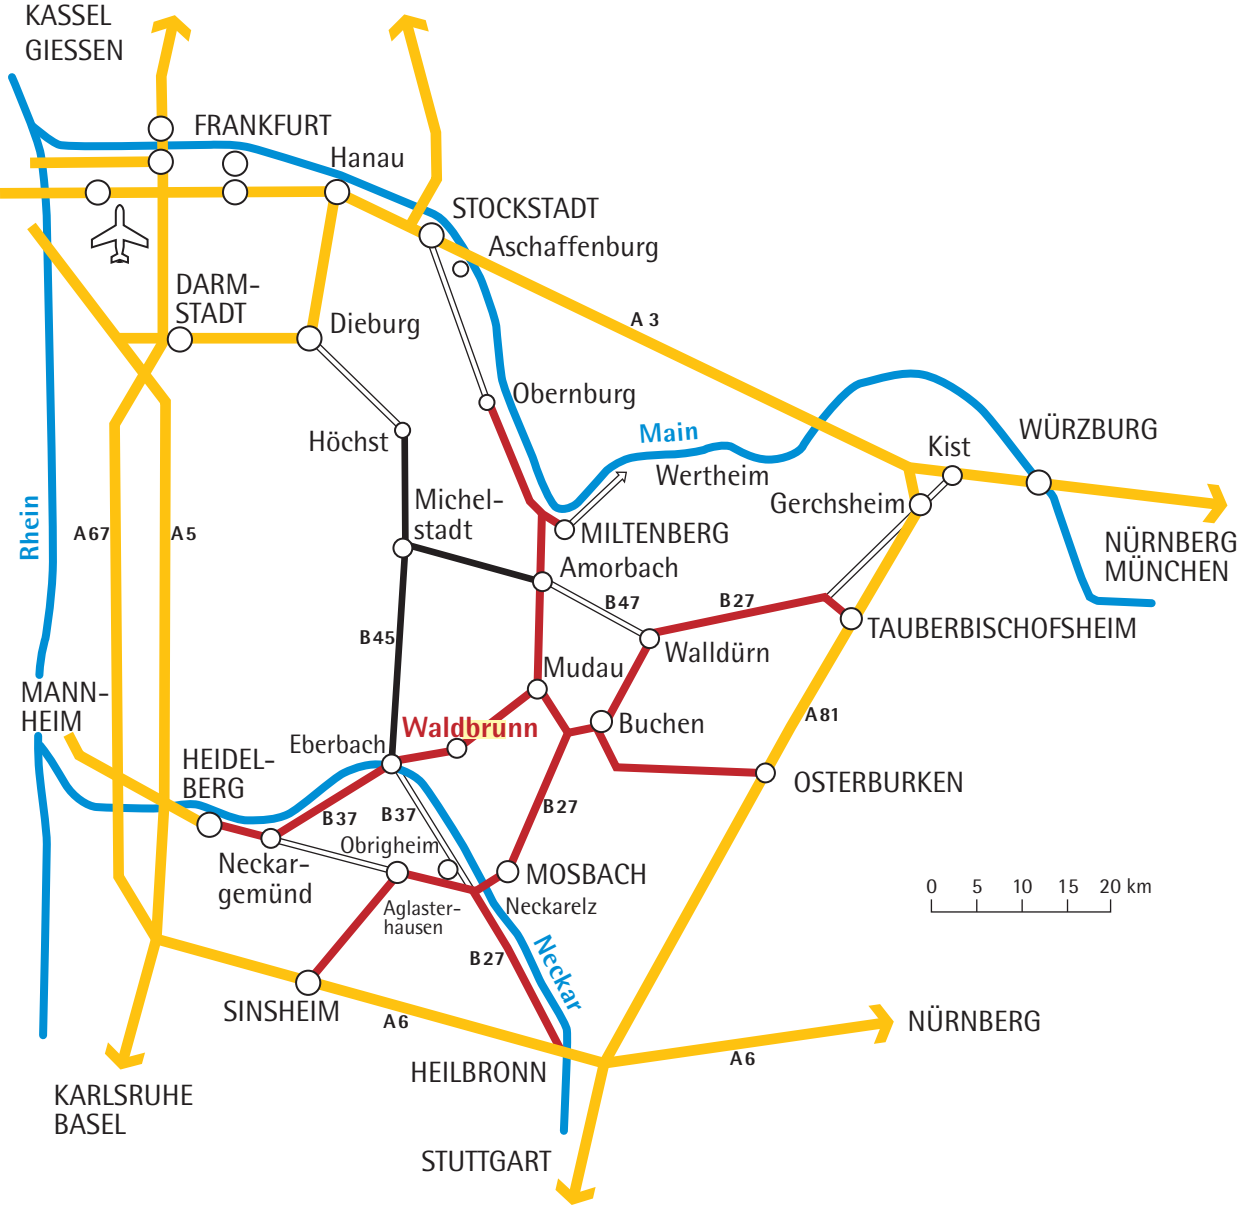 KASSEL
GIESSEN
FRANKFURT
Hanau
STOCKSTADT
Aschaffenburg
DARM-
STADT
Dieburg
A 3
Obernburg
Höchst
Main
Wertheim
Kist
WÜRZBURG
Gerchsheim
Michel-
stadt
MILTENBERG
Rhein
A67
A5
NÜRNBERG
MÜNCHEN
Amorbach
B47
B27
TAUBERBISCHOFSHEIM
B45
Walldürn
Mudau
MANN-
HEIM
Waldbrunn
Buchen
A81
Eberbach
HEIDEL-
BERG
OSTERBURKEN
B37
B37
B27
Obrigheim
Neckar-
gemünd
MOSBACH
0 5 10 15 20 km
Aglaster-
hausen
Neckarelz
B27
Neckar
SINSHEIM
A6
NÜRNBERG
A6
HEILBRONN
KARLSRUHE
BASEL
STUTTGART